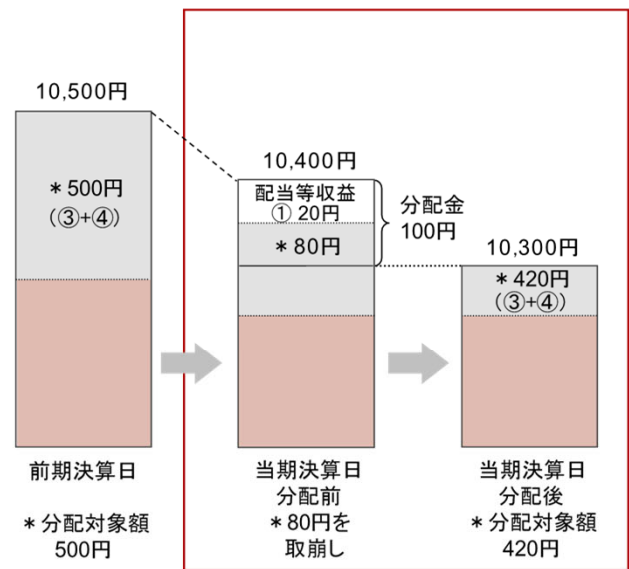 10,500円
＊500円
(③+④)
10,400円
配当等収益
① 20円
＊80円
分配金
100円
10,300円
＊420円
(③+④)
前期決算日
＊分配対象額
500円
当期決算日
分配前
＊80円を
取崩し
当期決算日
分配後
＊分配対象額
420円